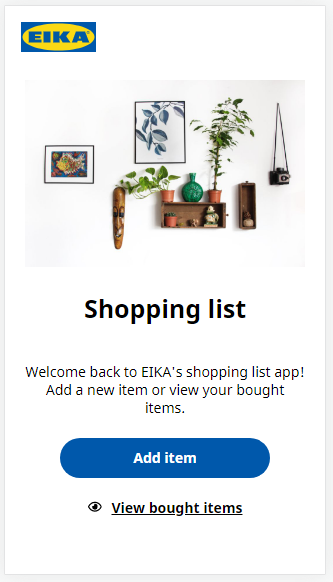 EIKA
Shopping list
Welcome back to EIKA's shopping list app!
Add a new item or view your bought
items.
Add item
View bought items